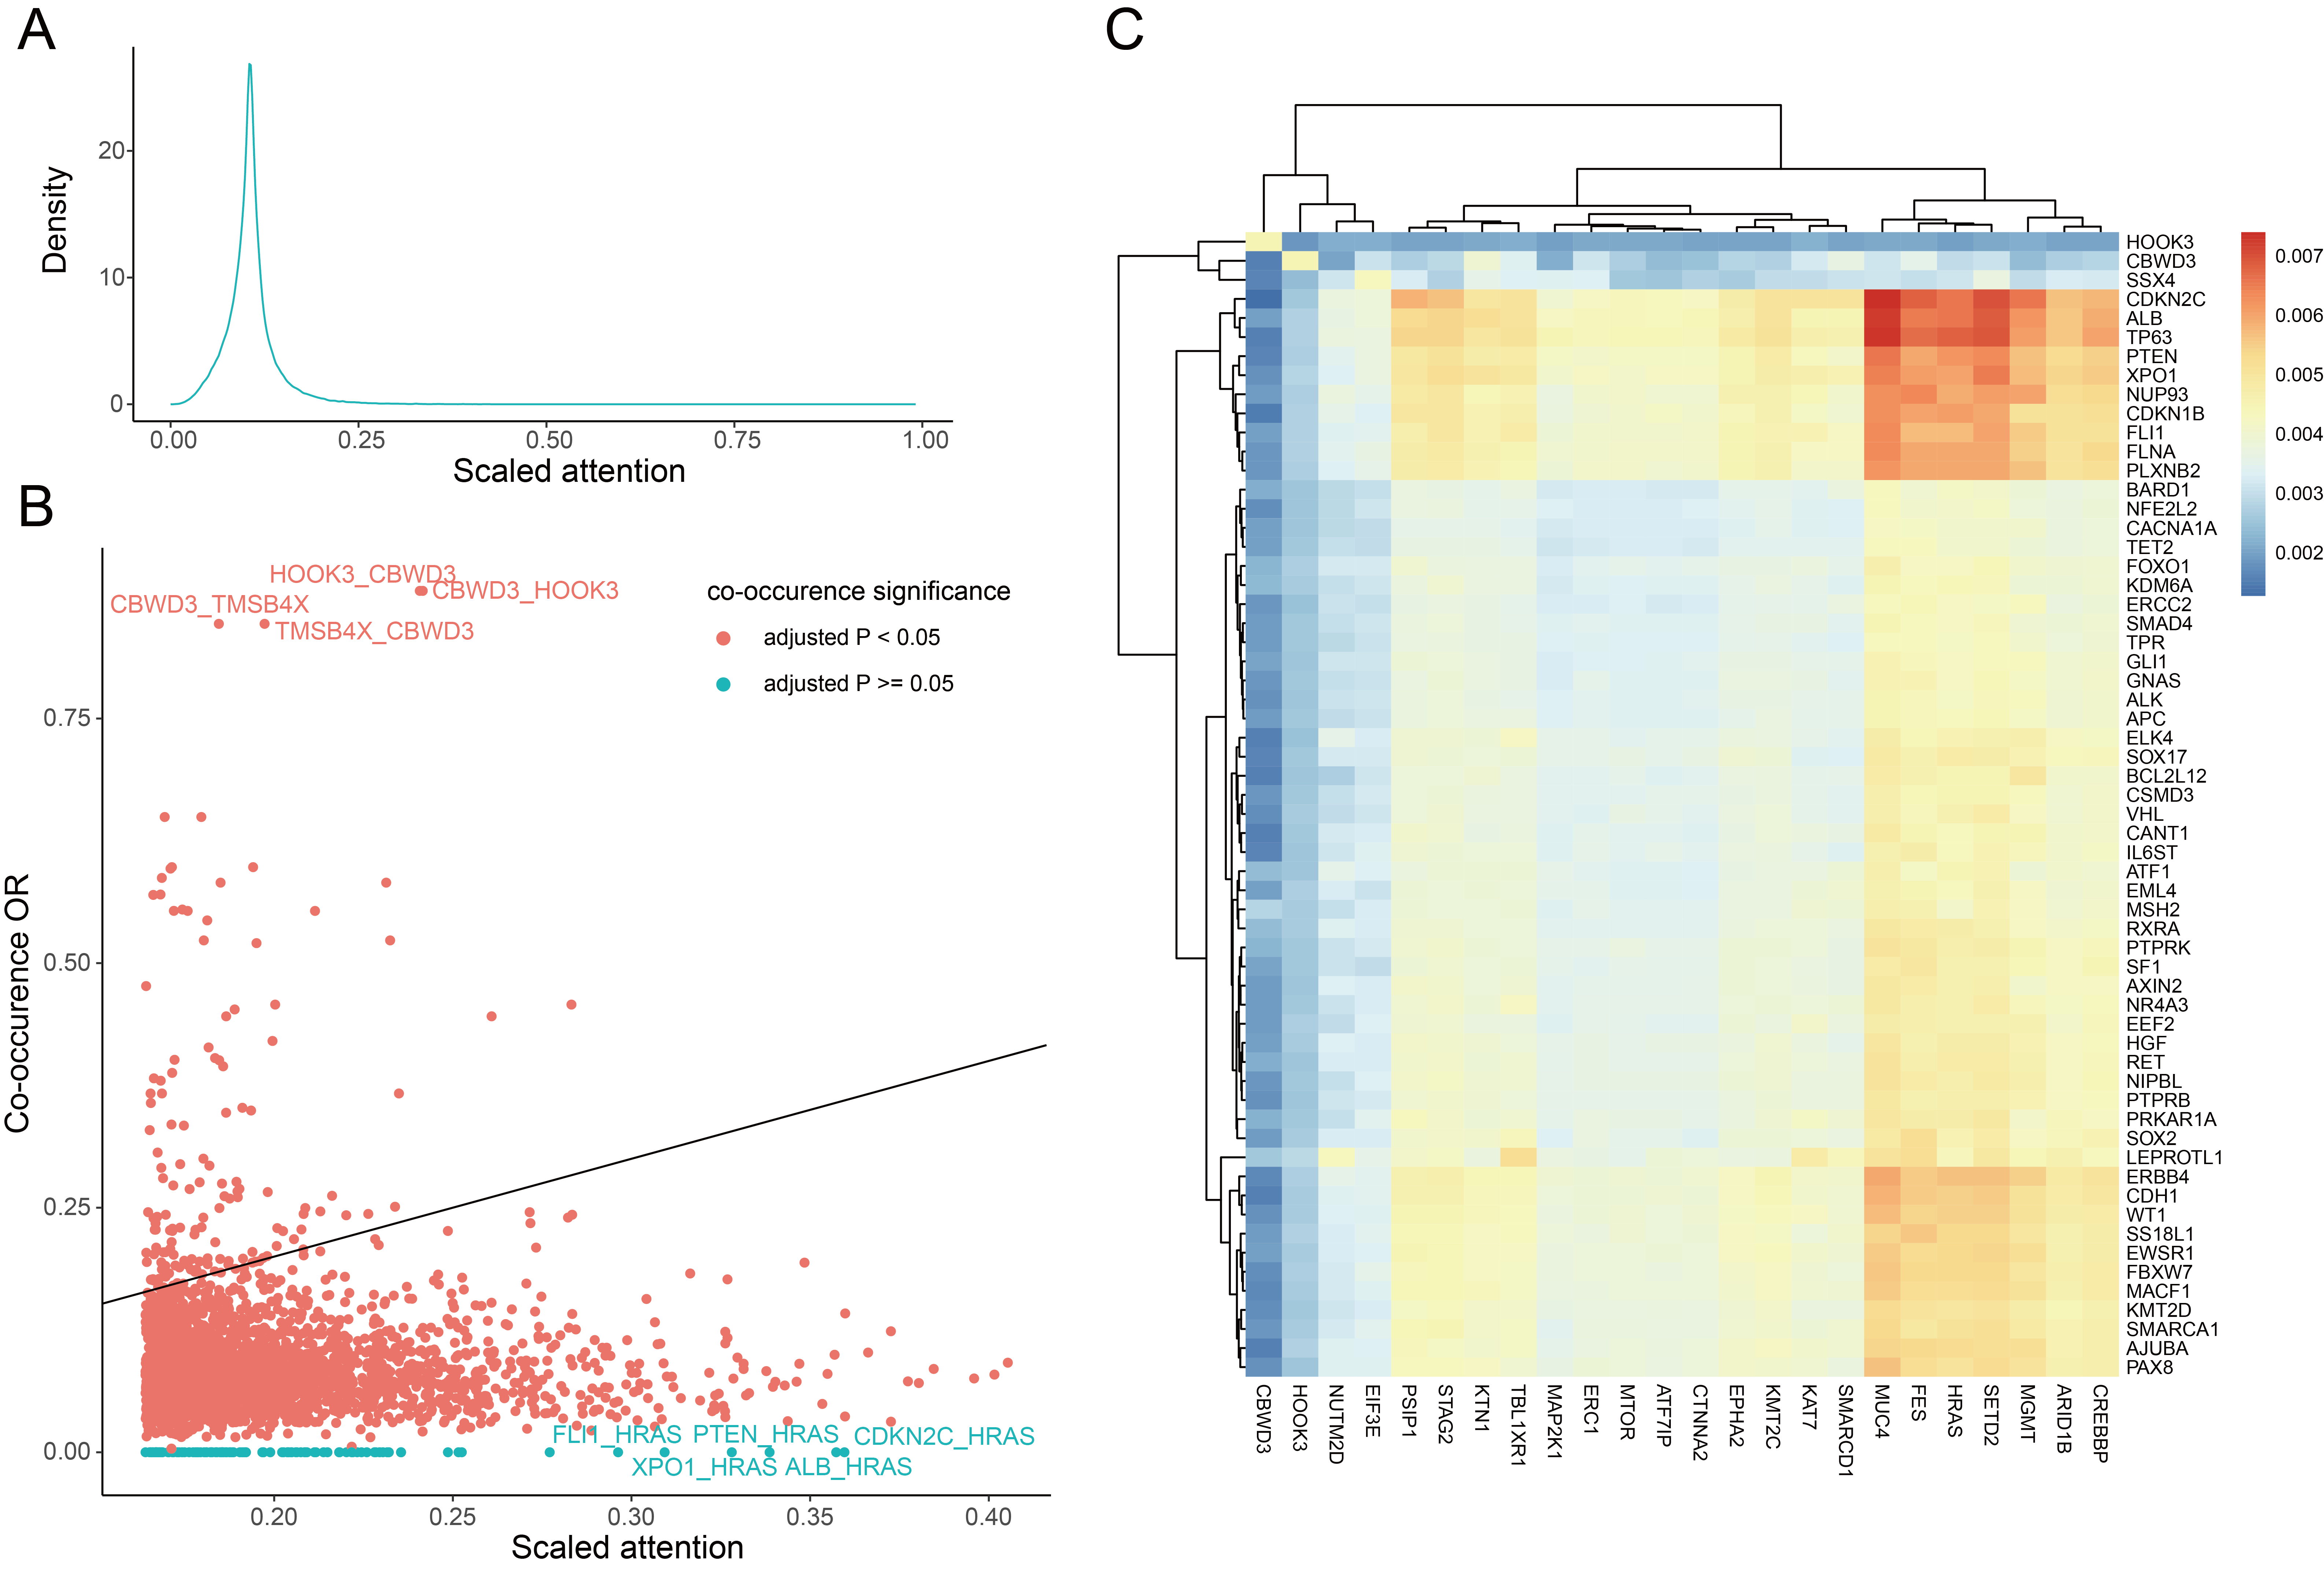 A
20
10
0
Density
0.00 0.25 0.50 0.75 1.00
Scaled attention
B
HOOK3_CBWD3
CBWD3_HOOK3
CBWD3_TMSB4X
TMSB4X_CBWD3
co-occurence significance
adjusted P < 0.05
adjusted P >= 0.05
0.75
0.50
0.25
0.00
Co-occurence OR
FLI1_HRAS PTEN_HRAS CDKN2C_HRAS
XPO1_HRAS ALB_HRAS
0.20 0.25 0.30 0.35 0.40
Scaled attention
C
HOOK3
CBWD3
SSX4
CDKN2C
ALB
TP63
PTEN
XPO1
NUP93
CDKN1B
FLI1
FLNA
PLXNB2
BARD1
NFE2L2
CACNA1A
TET2
FOXO1
KDM6A
ERCC2
SMAD4
TPR
GLI1
GNAS
ALK
APC
ELK4
SOX17
BCL2L12
CSMD3
VHL
CANT1
IL6ST
ATF1
EML4
MSH2
RXRA
PTPRK
SF1
AXIN2
NR4A3
EEF2
HGF
RET
NIPBL
PTPRB
PRKAR1A
SOX2
LEPROTL1
ERBB4
CDH1
WT1
SS18L1
EWSR1
FBXW7
MACF1
KMT2D
SMARCA1
AJUBA
PAX8
CBWD3
HOOK3
NUTM2D
EIF3E
PSIP1
STAG2
KTN1
TBL1XR1
MAP2K1
ERC1
MTOR
ATF7IP
CTNNA2
EPHA2
KMT2C
KAT7
SMARCD1
MUC4
FES
HRAS
SETD2
MGMT
ARID1B
CREBBP
0.007
0.006
0.005
0.004
0.003
0.002